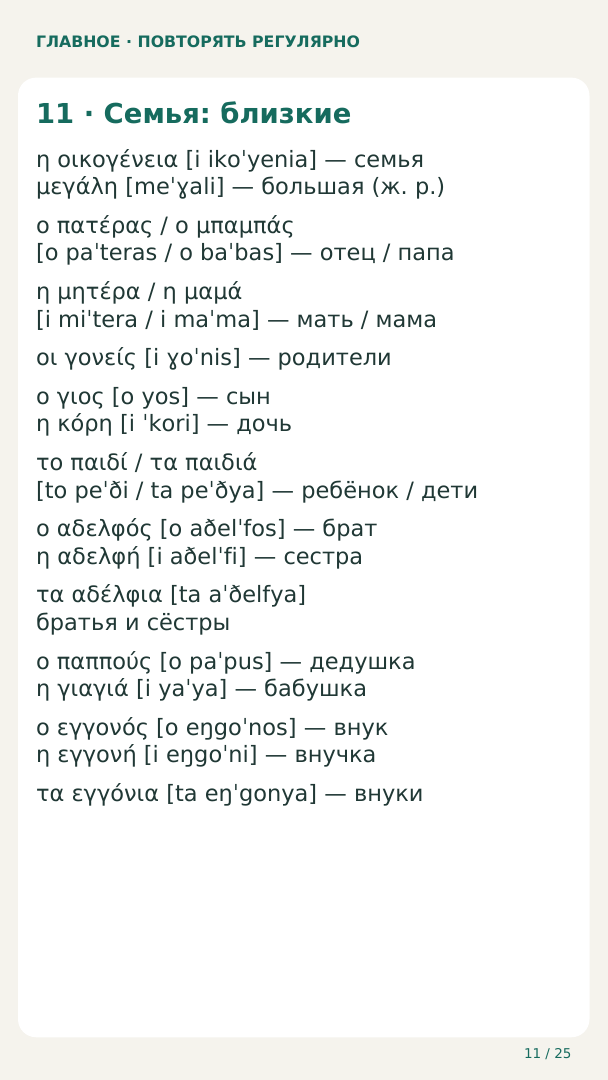 ГЛАВНОЕ · ПОВТОРЯТЬ РЕГУЛЯРНО
11 · Семья: близкие
η οικογένεια [i ikoˈyenia] — семья
μεγάλη [meˈɣali] — большая (ж. р.)
ο πατέρας / ο μπαμπάς
[o paˈteras / o baˈbas] — отец / папа
η μητέρα / η μαμά
[i miˈtera / i maˈma] — мать / мама
οι γονείς [i ɣoˈnis] — родители
ο γιος [o yos] — сын
η κόρη [i ˈkori] — дочь
το παιδί / τα παιδιά
[to peˈði / ta peˈðya] — ребёнок / дети
ο αδελφός [o aðelˈfos] — брат
η αδελφή [i aðelˈfi] — сестра
τα αδέλφια [ta aˈðelfya]
братья и сёстры
ο παππούς [o paˈpus] — дедушка
η γιαγιά [i yaˈya] — бабушка
ο εγγονός [o eŋgoˈnos] — внук
η εγγονή [i eŋgoˈni] — внучка
τα εγγόνια [ta eŋˈgonya] — внуки
11 / 25